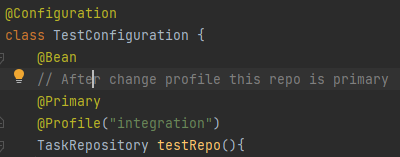 @Configuration
class TestConfiguration {
@Bean
// After change profile this repo is primary
@Primary
@Profile("integration")
TaskRepository testRepo(){